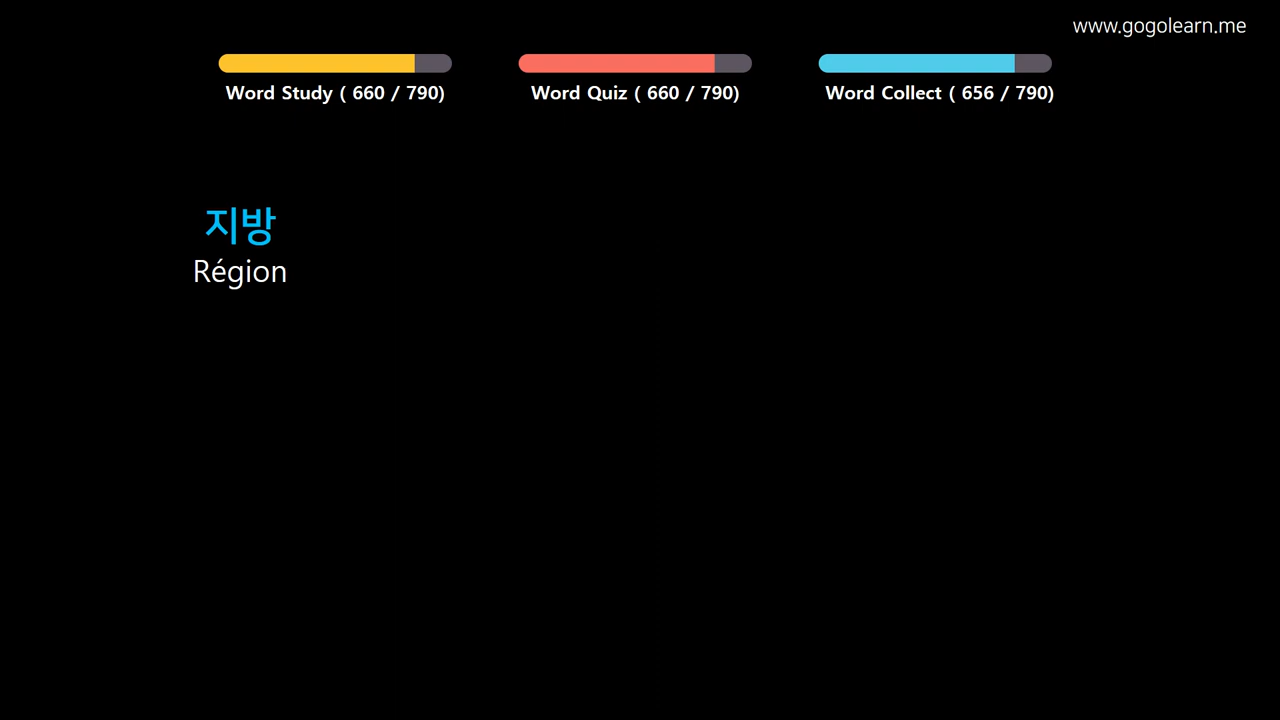 www.gogolearn.me
Word Study ( 660 / 790)
Word Quiz ( 660 / 790)
Word Collect ( 656 / 790)
지방
Région